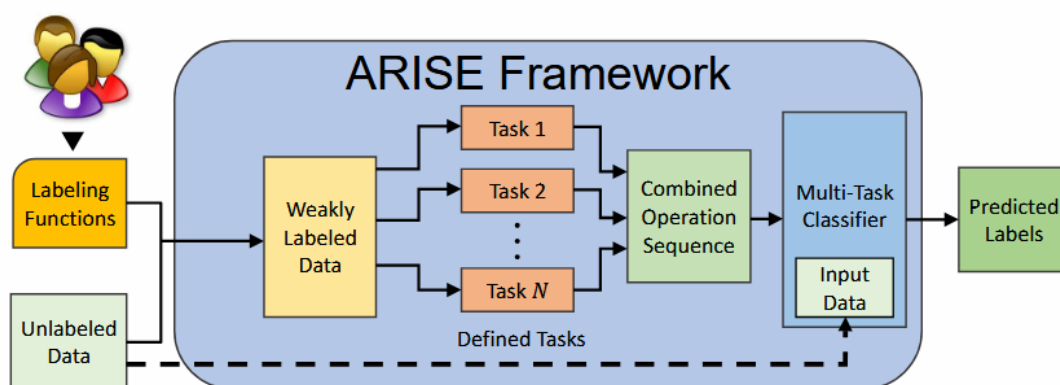 ARISE Framework
Labeling
Functions
Unlabeled
Data
Weakly
Labeled
Data
Task 1
Task 2
Task N
Defined Tasks
Combined
Operation
Sequence
Multi-Task
Classifier
Input
Data
Predicted
Labels